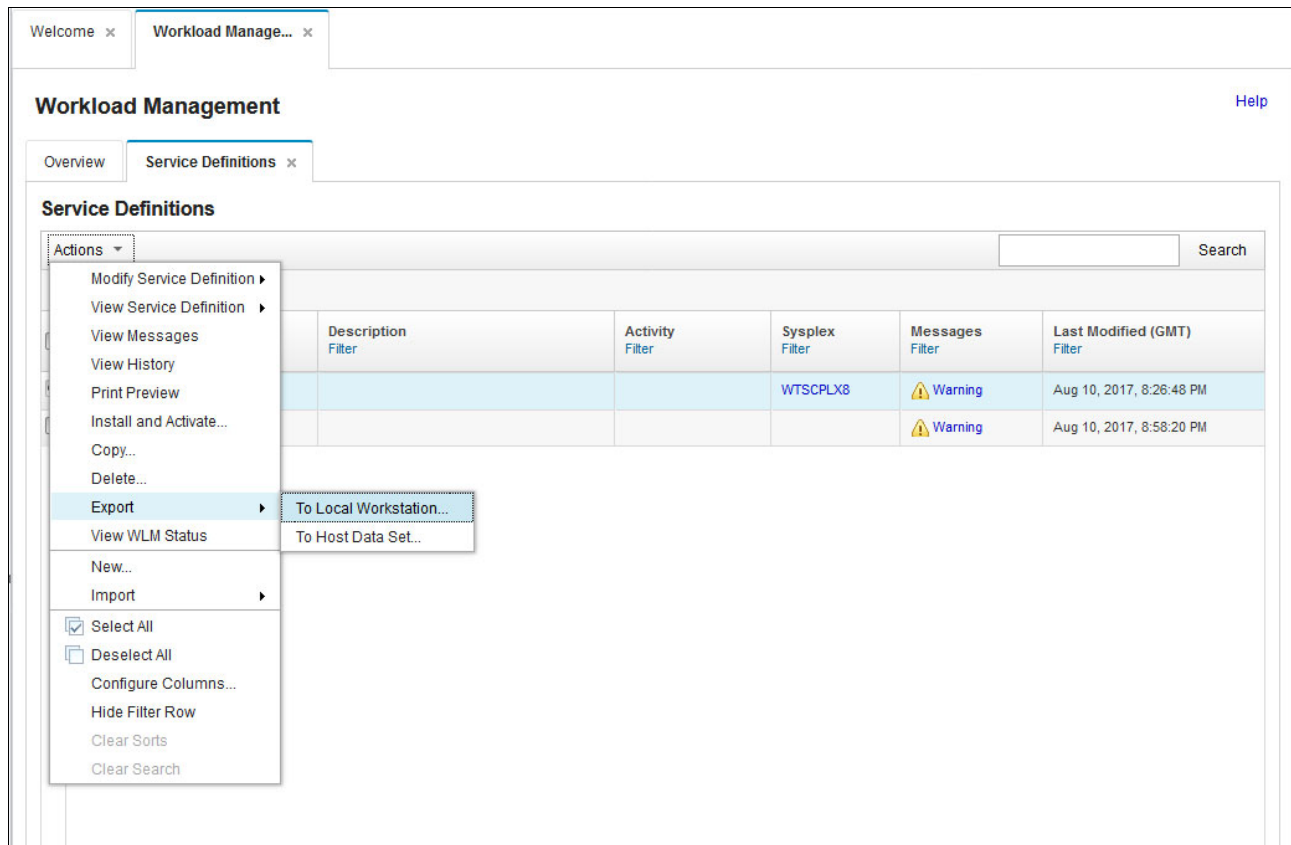 Welcome × Workload Manage... ×
Workload Management Help
Overview Service Definitions ×
Service Definitions
Actions Search
Modify Service Definition
View Service Definition
View Messages
View History
Print Preview
Install and Activate...
Copy...
Delete...
Export
View WLM Status
New...
Import
Select All
Deselect All
Configure Columns...
Hide Filter Row
Clear Sorts
Clear Search
To Local Workstation...
To Host Data Set...
Description Activity Sysplex Messages Last Modified (GMT)
Filter Filter Filter Filter Filter
WTSCPLX8 Warning Aug 10, 2017, 8:26:48 PM
Warning Aug 10, 2017, 8:58:20 PM